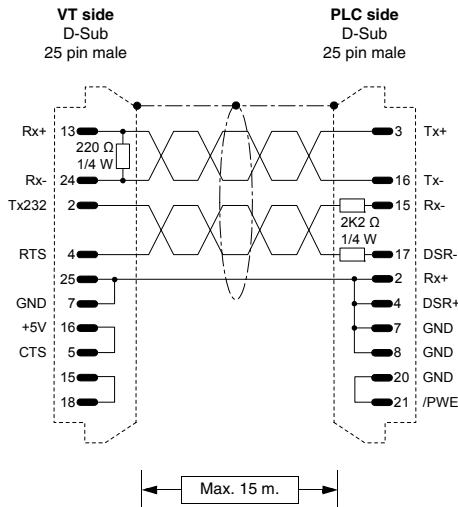 VT side
D-Sub
25 pin male
PLC side
D-Sub
25 pin male
Rx+ 13
220 Ω
1/4 W
Rx- 24
Tx232 2
RTS 4
25
GND 7
+5V 16
CTS 5
15
18
3 Tx+
16 Tx-
15 Rx-
2K2 Ω
1/4 W
17 DSR-
2 Rx+
4 DSR+
7 GND
8 GND
20 GND
21 /PWE
Max. 15 m.